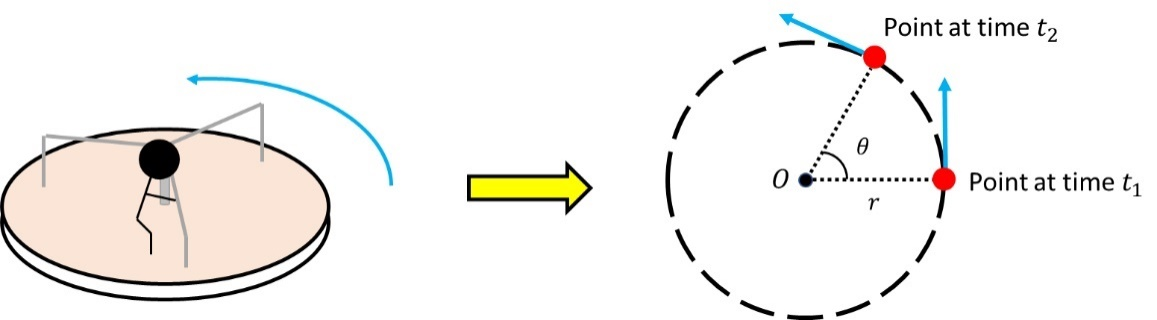 Point at time t₂
θ
O
r
Point at time t₁